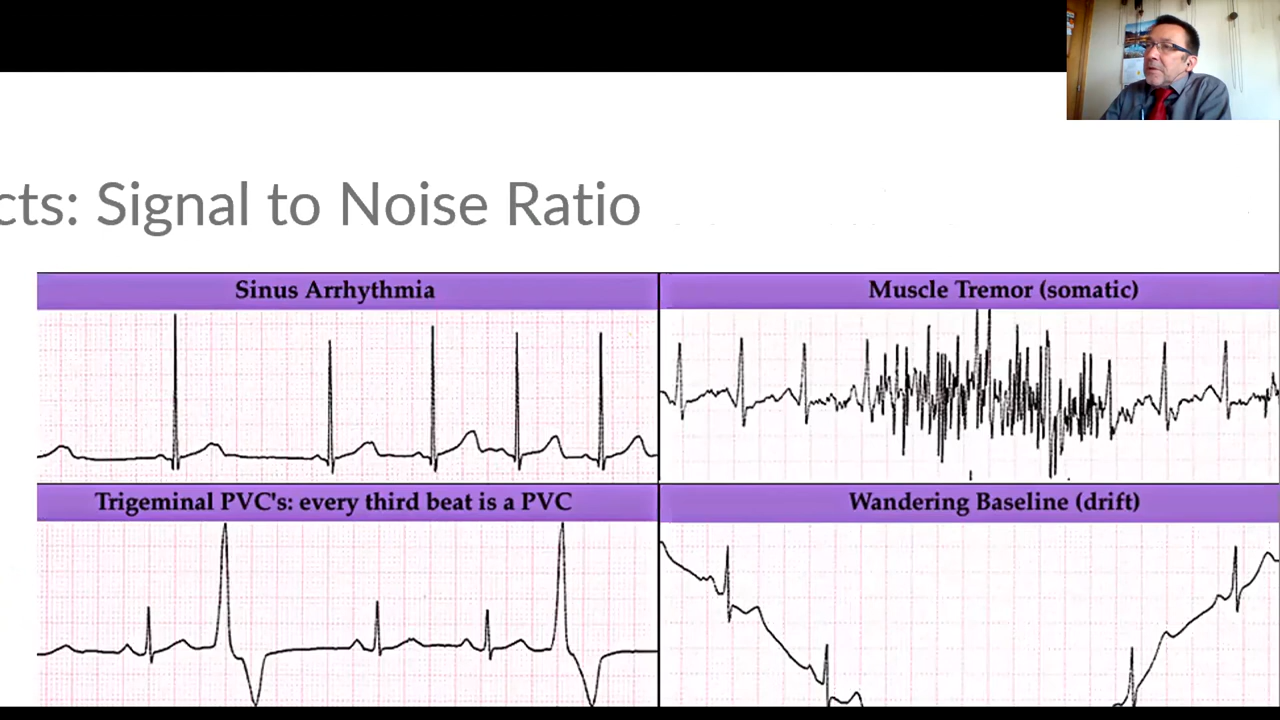 cts: Signal to Noise Ratio
Sinus Arrhythmia
Muscle Tremor (somatic)
Trigeminal PVC's: every third beat is a PVC
Wandering Baseline (drift)